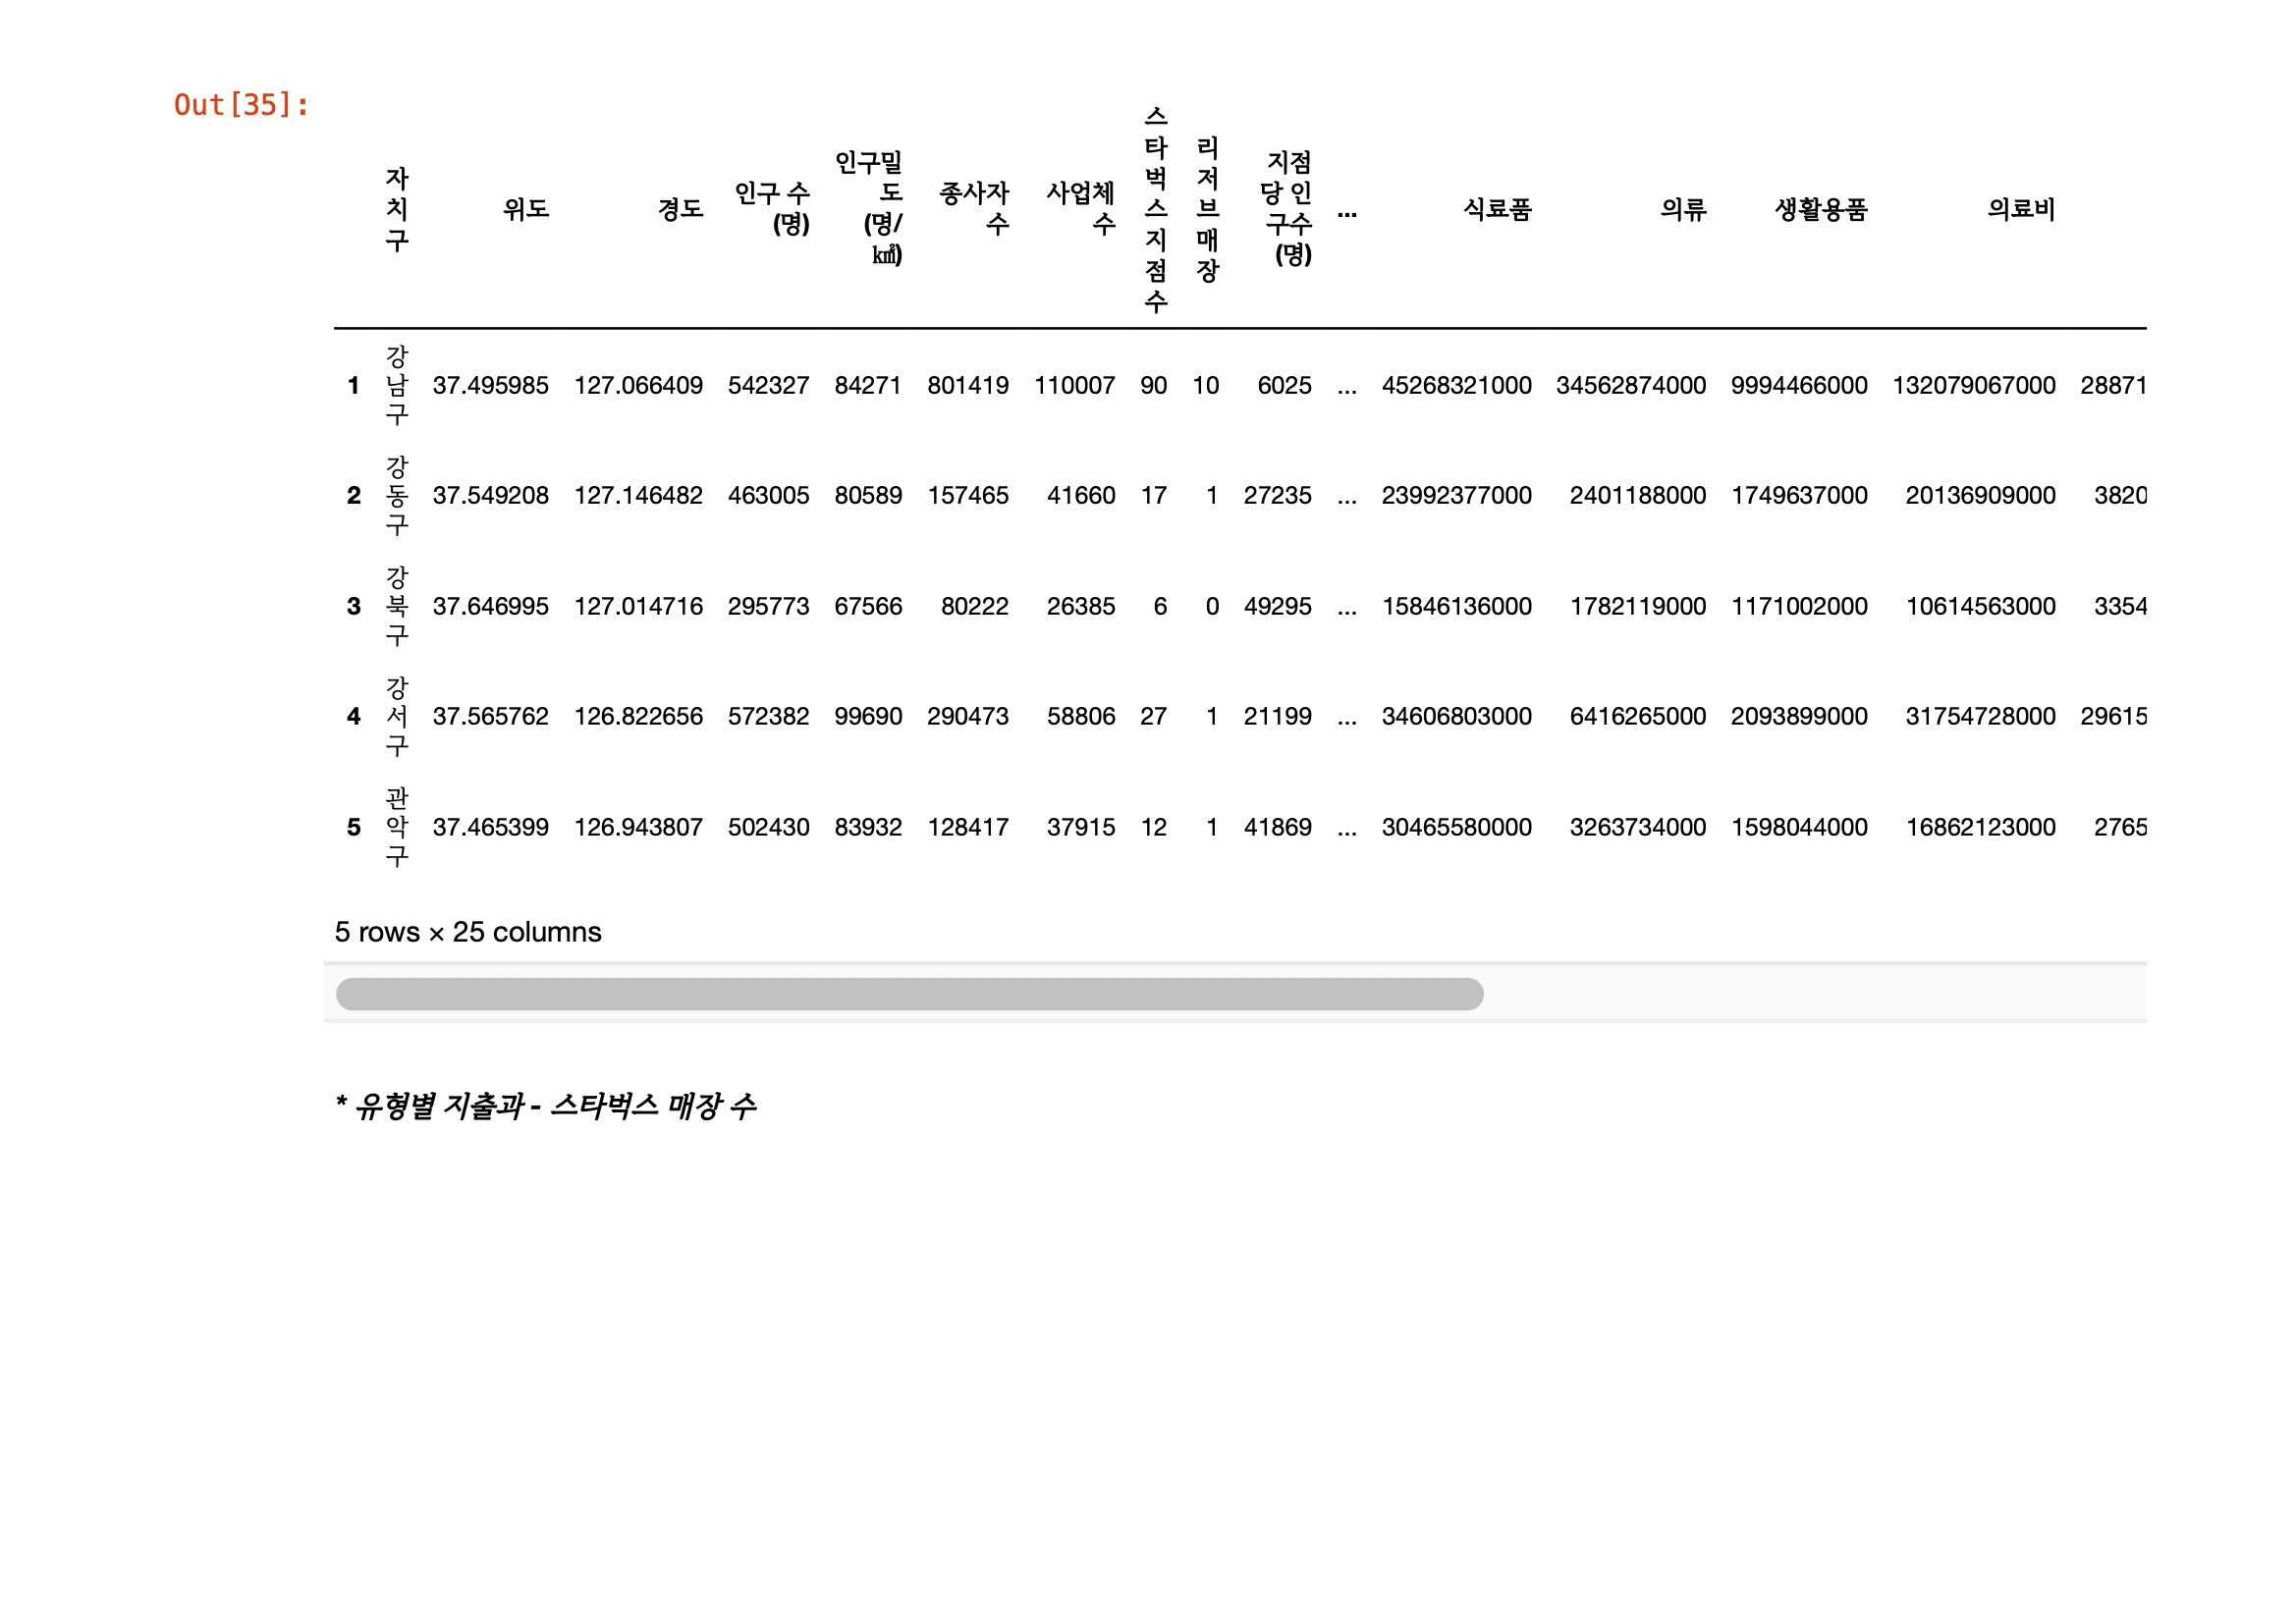 Out[35]:
자치구 위도 경도 인구 수(명) 인구밀도(명/㎢) 종사자 수 사업체 수 스타벅스지점수 리저브매장 지점당 인구수(명) ... 식료품 의류 생활용품 의료비
1 강남구 37.495985 127.066409 542327 84271 801419 110007 90 10 6025 ... 45268321000 34562874000 9994466000 132079067000 28871
2 강동구 37.549208 127.146482 463005 80589 157465 41660 17 1 27235 ... 23992377000 2401188000 1749637000 20136909000 3820
3 강북구 37.646995 127.014716 295773 67566 80222 26385 6 0 49295 ... 15846136000 1782119000 1171002000 10614563000 3354
4 강서구 37.565762 126.822656 572382 99690 290473 58806 27 1 21199 ... 34606803000 6416265000 2093899000 31754728000 29615
5 관악구 37.465399 126.943807 502430 83932 128417 37915 12 1 41869 ... 30465580000 3263734000 1598044000 16862123000 2765
5 rows × 25 columns
* 유형별 지출과 - 스타벅스 매장 수